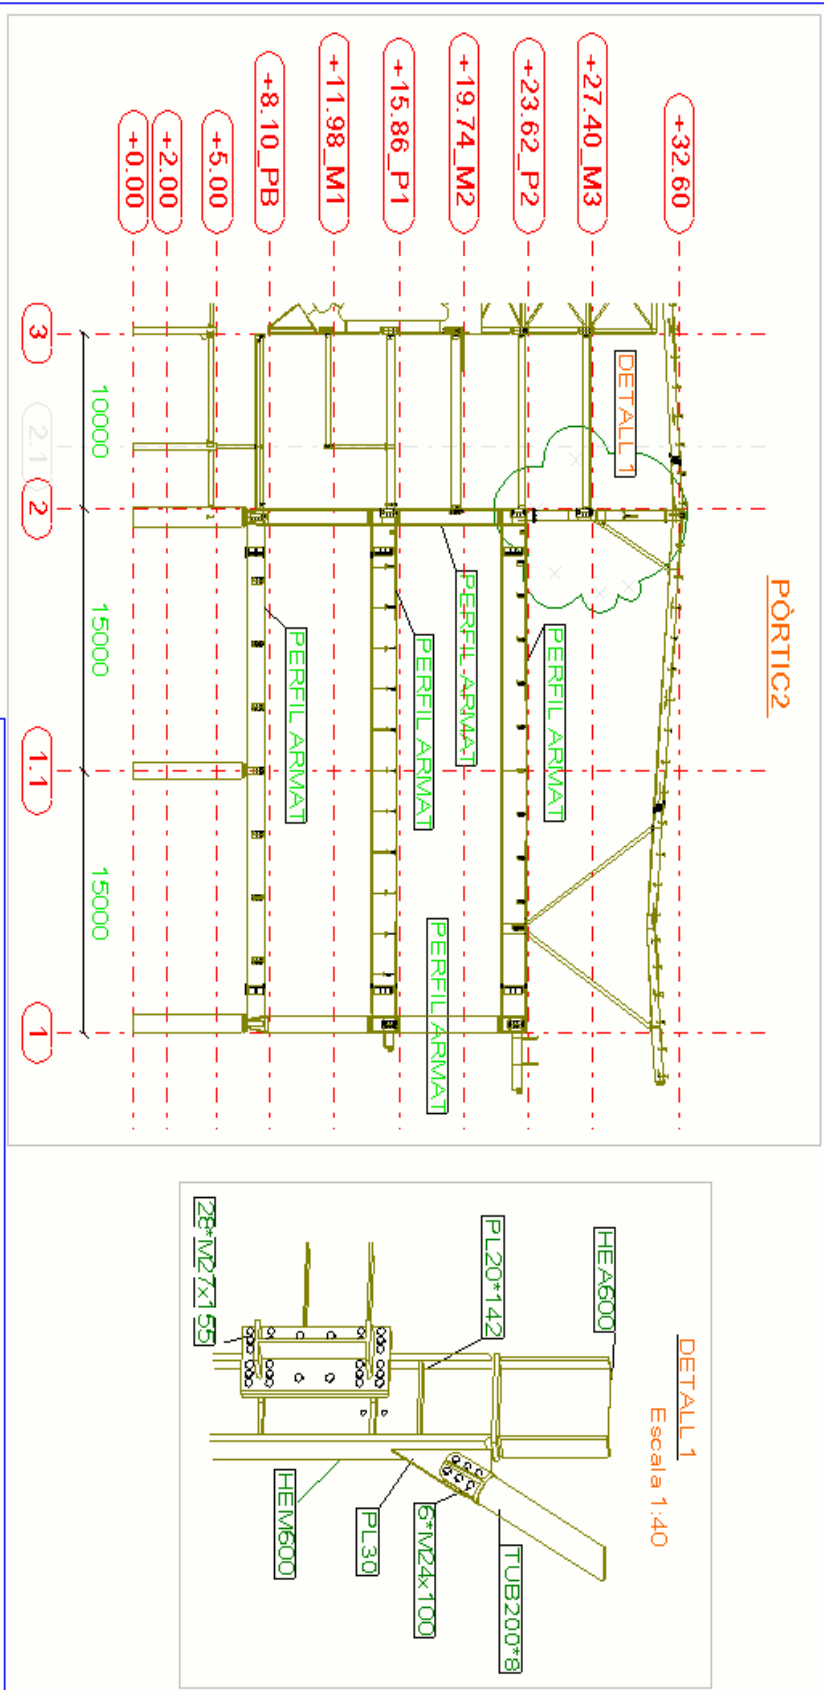 PÒRTIC2
+32.60
+27.40_M3
+23.62_P2
+19.74_M2
+15.86_P1
+11.98_M1
+8.10_PB
+5.00
+2.00
+0.00
DETALL 1
PERFIL ARMAT
PERFIL ARMAT
PERFIL ARMAT
PERFIL ARMAT
PERFIL ARMAT
10000
15000
15000
3
2.1
2
1.1
1
DETALL 1
Escala 1:40
HEA600
PL20*142
28*M27x155
TUB200*8
6*M24x100
PL30
HEM600